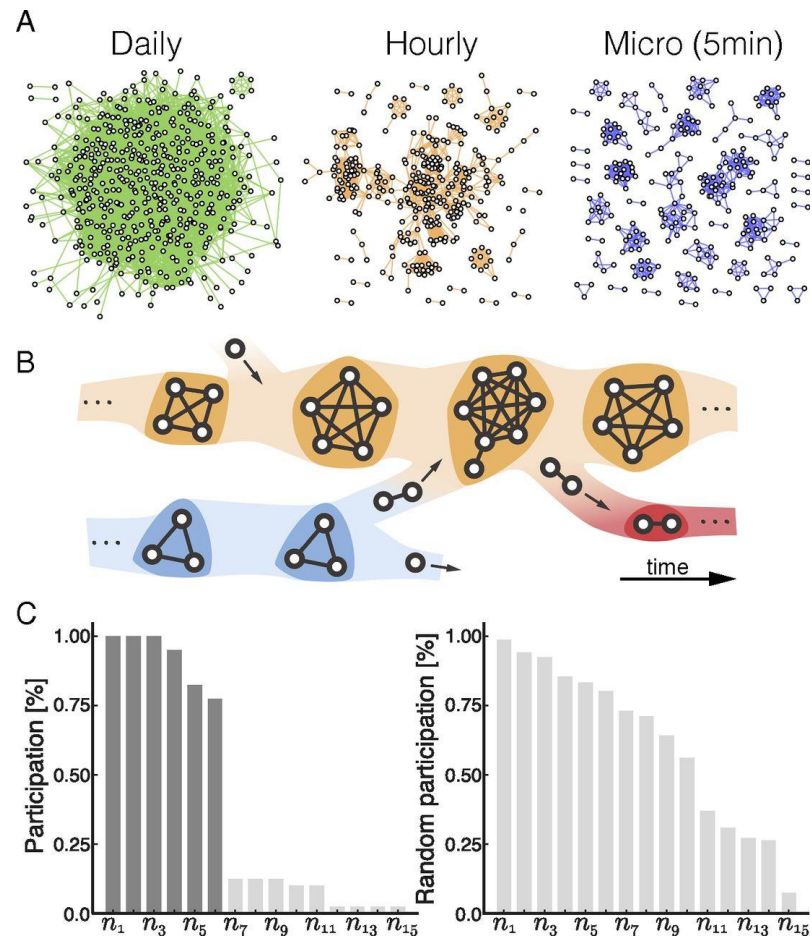 A
Daily
Hourly
Micro (5min)
B
...
...
...
...
time
C
Participation [%]
1.00
0.75
0.50
0.25
0.0
n1 n3 n5 n7 n9 n11 n13 n15
Random participation [%]
1.00
0.75
0.50
0.25
0.0
n1 n3 n5 n7 n9 n11 n13 n15